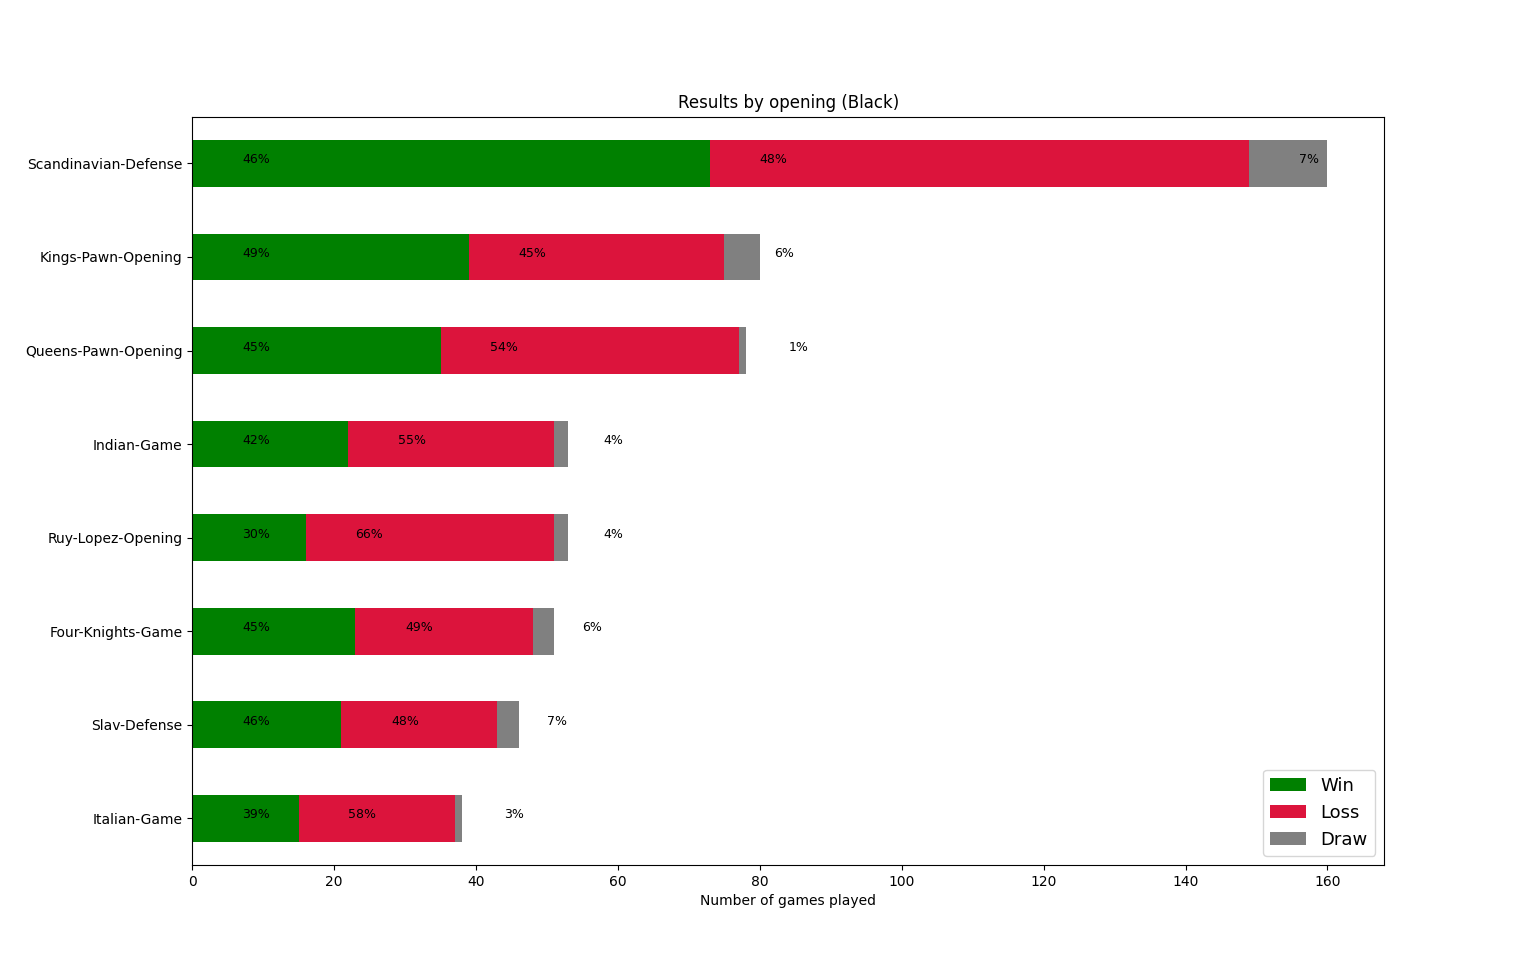 Results by opening (Black)
Scandinavian-Defense 46% 48% 7%
Kings-Pawn-Opening 49% 45% 6%
Queens-Pawn-Opening 45% 54% 1%
Indian-Game 42% 55% 4%
Ruy-Lopez-Opening 30% 66% 4%
Four-Knights-Game 45% 49% 6%
Slav-Defense 46% 48% 7%
Italian-Game 39% 58% 3%
Win
Loss
Draw
0 20 40 60 80 100 120 140 160
Number of games played